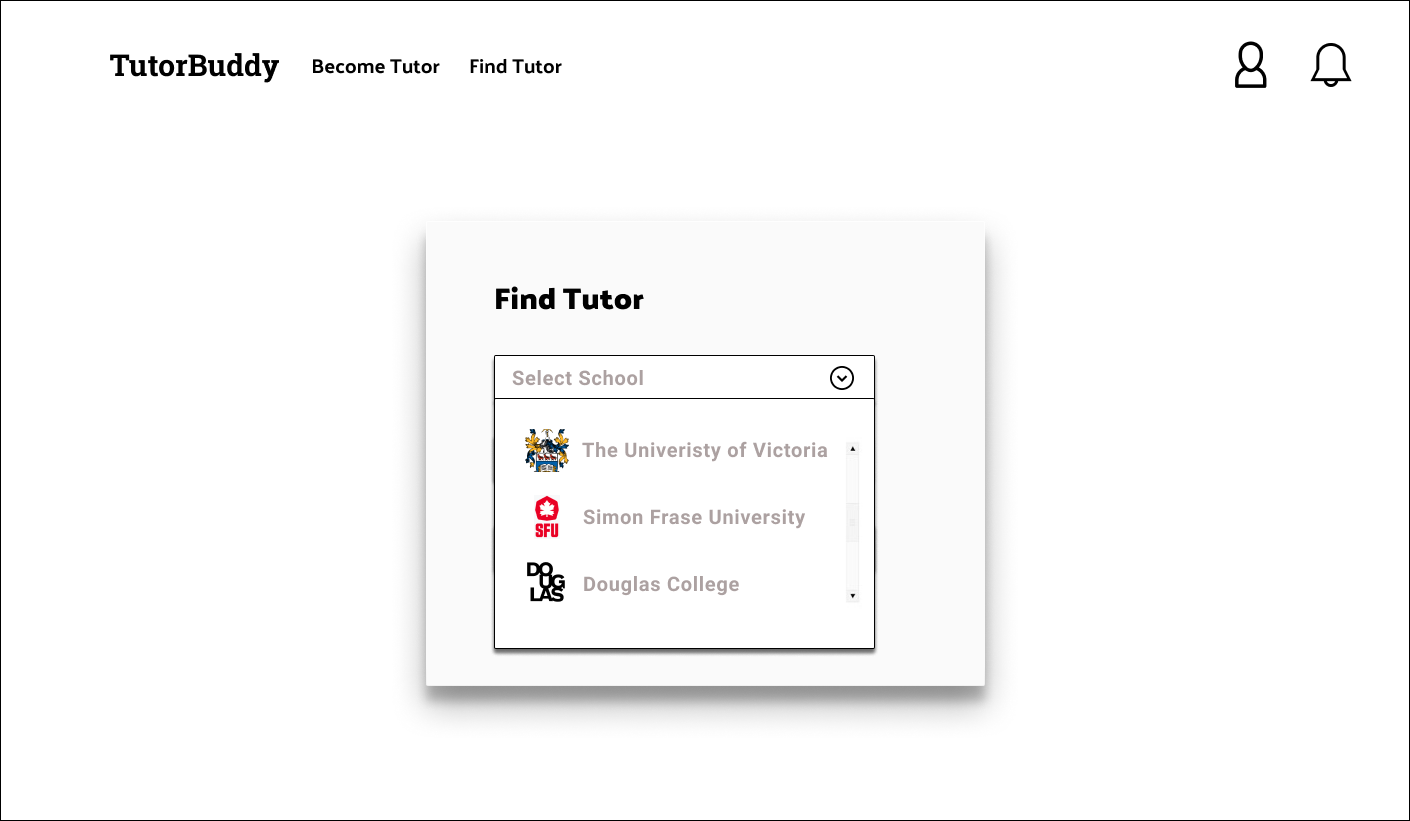 TutorBuddy Become Tutor Find Tutor
Find Tutor
Select School
The Univeristy of Victoria
SFU
Simon Frase University
DOUGLAS
Douglas College